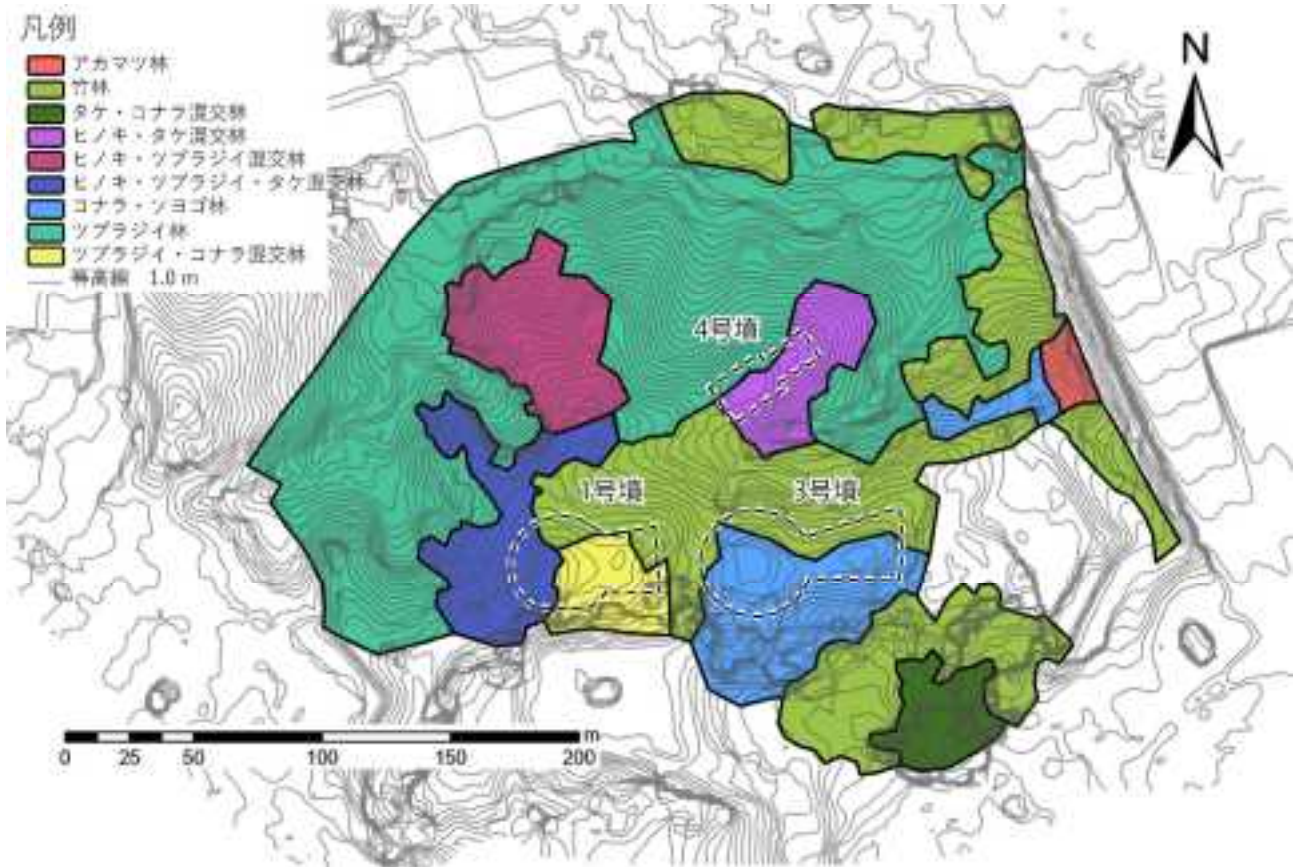 凡例
アカマツ林
竹林
タケ・コナラ混交林
ヒノキ・タケ混交林
ヒノキ・ツブラジイ混交林
ヒノキ・ツブラジイ・タケ混交林
コナラ・ソヨゴ林
ツブラジイ林
ツブラジイ・コナラ混交林
等高線 1.0 m
N
4号墳
1号墳
3号墳
m
0 25 50 100 150 200